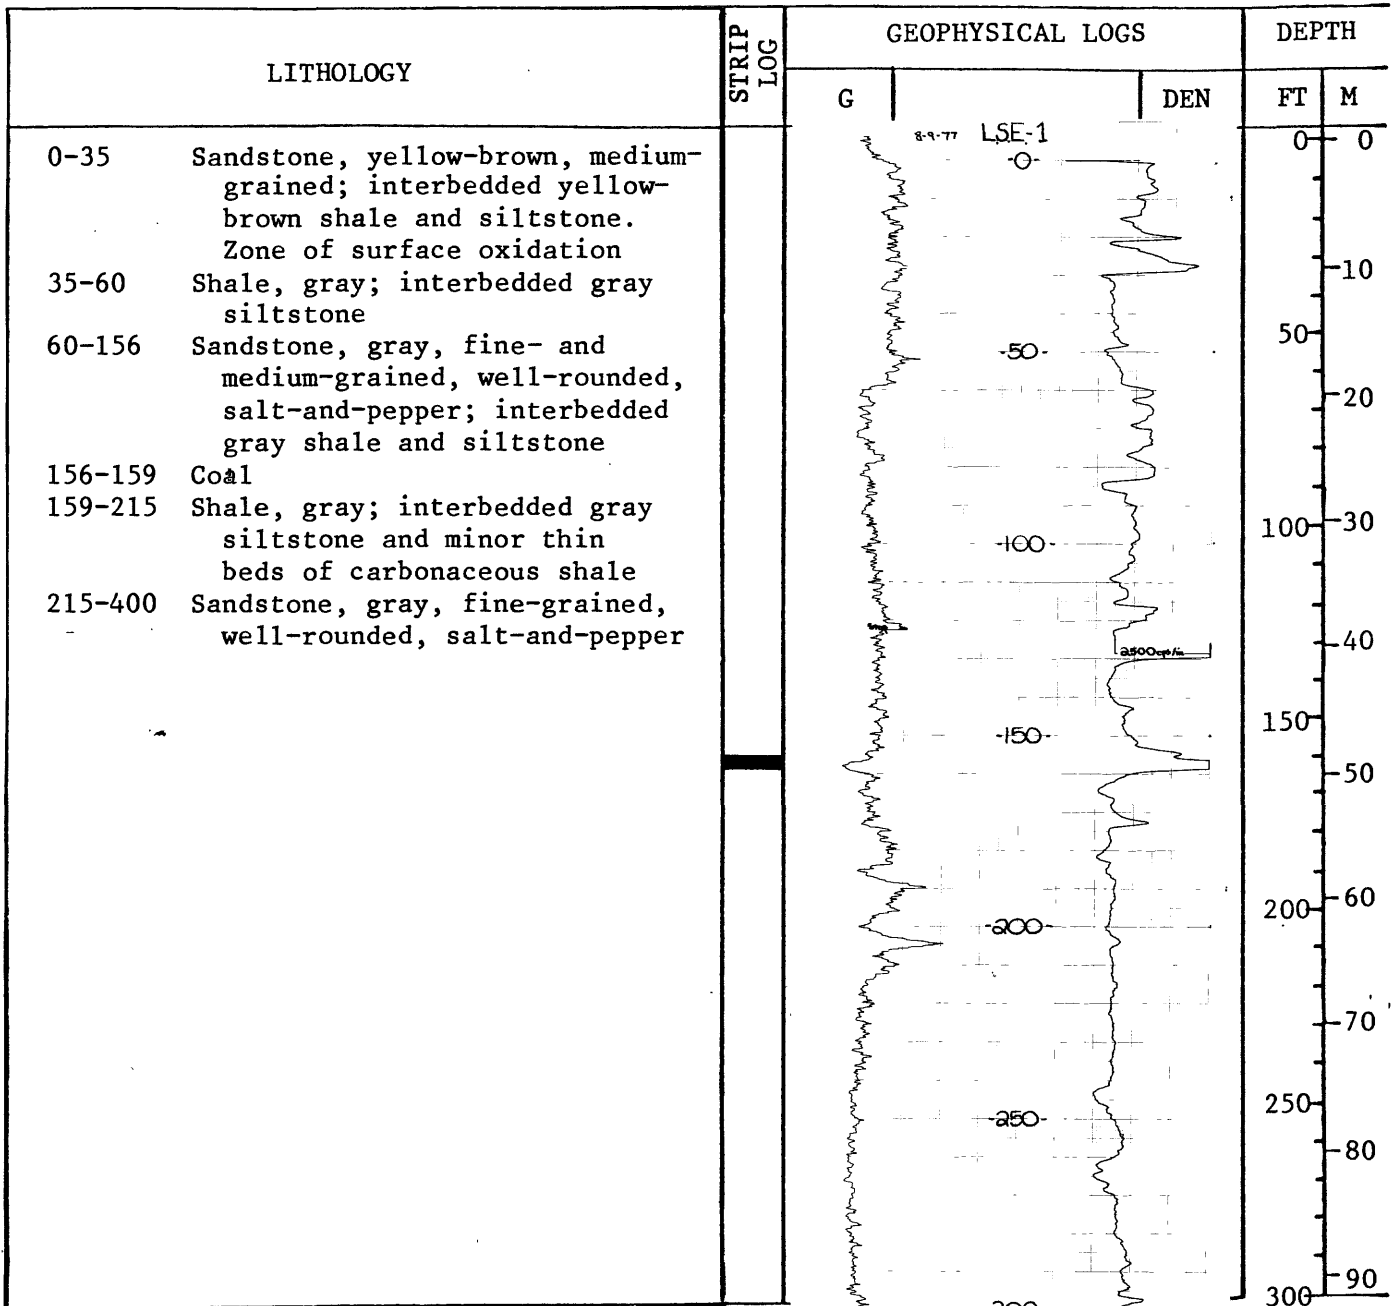 LITHOLOGY
STRIP LOG
GEOPHYSICAL LOGS
DEPTH
G
DEN
FT
M
0-35 Sandstone, yellow-brown, medium-
grained; interbedded yellow-
brown shale and siltstone.
Zone of surface oxidation
35-60 Shale, gray; interbedded gray
siltstone
60-156 Sandstone, gray, fine- and
medium-grained, well-rounded,
salt-and-pepper; interbedded
gray shale and siltstone
156-159 Coal
159-215 Shale, gray; interbedded gray
siltstone and minor thin
beds of carbonaceous shale
215-400 Sandstone, gray, fine-grained,
well-rounded, salt-and-pepper
8-9-77 LSE-1
-0-
-50-
-100-
2500 cps/in
-150-
-200-
-250-
300
0
50
100
150
200
250
300
0
10
20
30
40
50
60
70
80
90